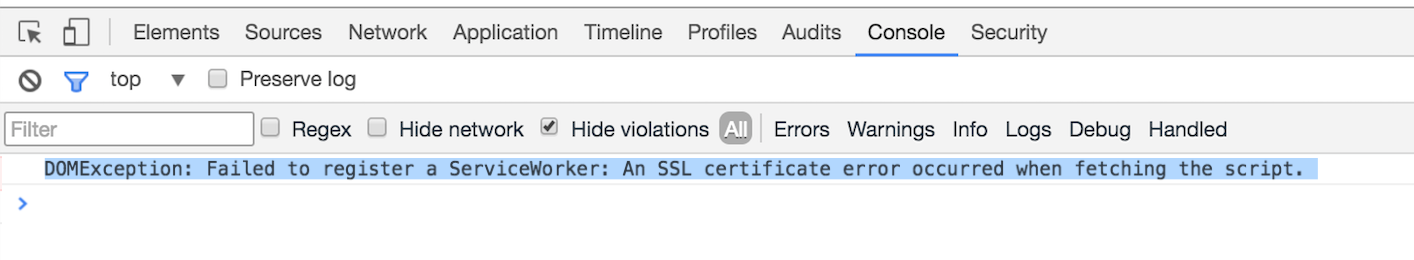 Elements Sources Network Application Timeline Profiles Audits Console Security
top Preserve log
Filter Regex Hide network Hide violations All Errors Warnings Info Logs Debug Handled
DOMException: Failed to register a ServiceWorker: An SSL certificate error occurred when fetching the script.